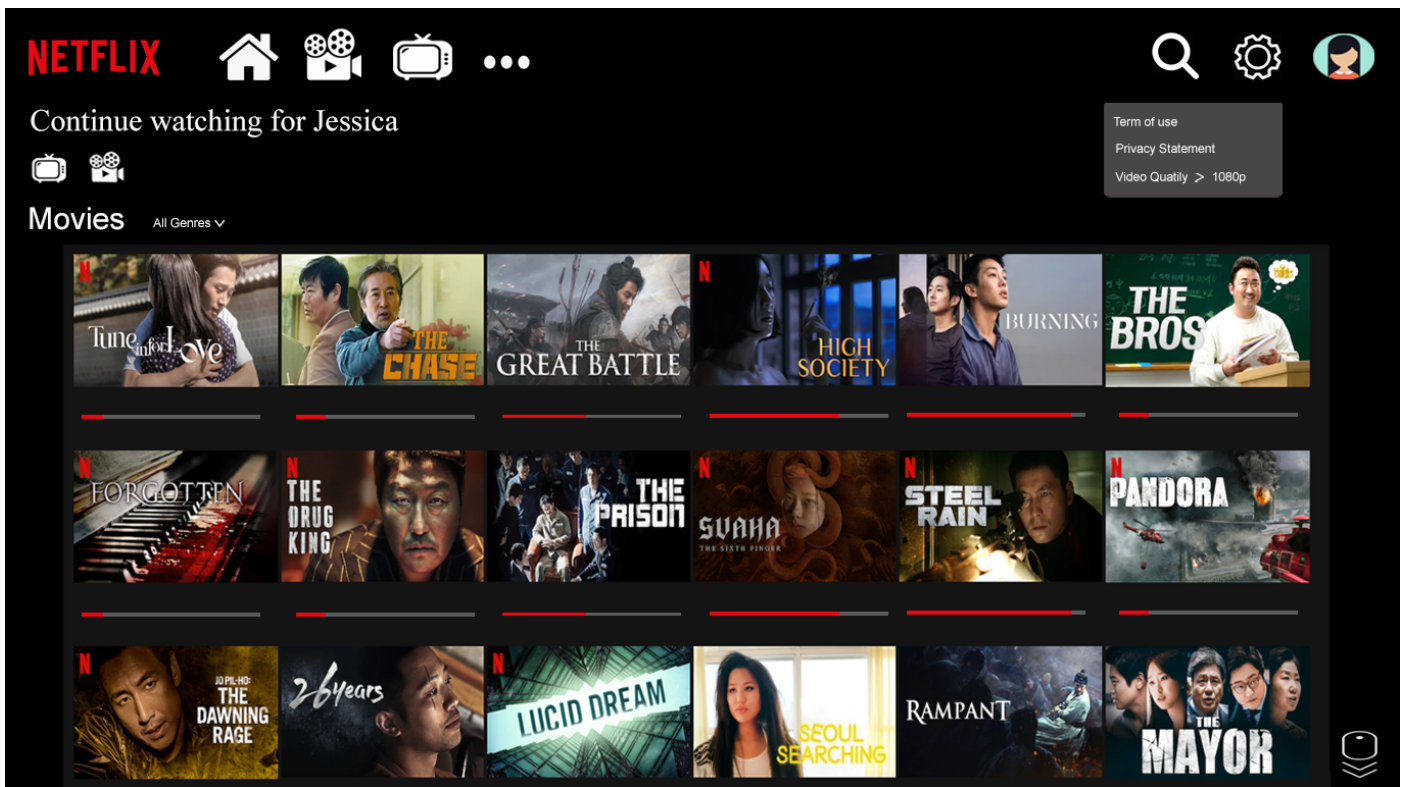 NETFLIX
Continue watching for Jessica
Term of use
Privacy Statement
Video Quatily > 1080p
Movies All Genres
N
Tune in for Love
THE
CHASE
THE
GREAT BATTLE
N
HIGH
SOCIETY
BURNING
THE
BROS
N
FORGOTTEN
N
THE
DRUG
KING
THE
PRISON
N
SVAHA
THE SIXTH FINGER
N
STEEL
RAIN
N
PANDORA
N
JO PIL-HO:
THE
DAWNING
RAGE
26years
N
LUCID DREAM
SEOUL
SEARCHING
RAMPANT
THE
MAYOR